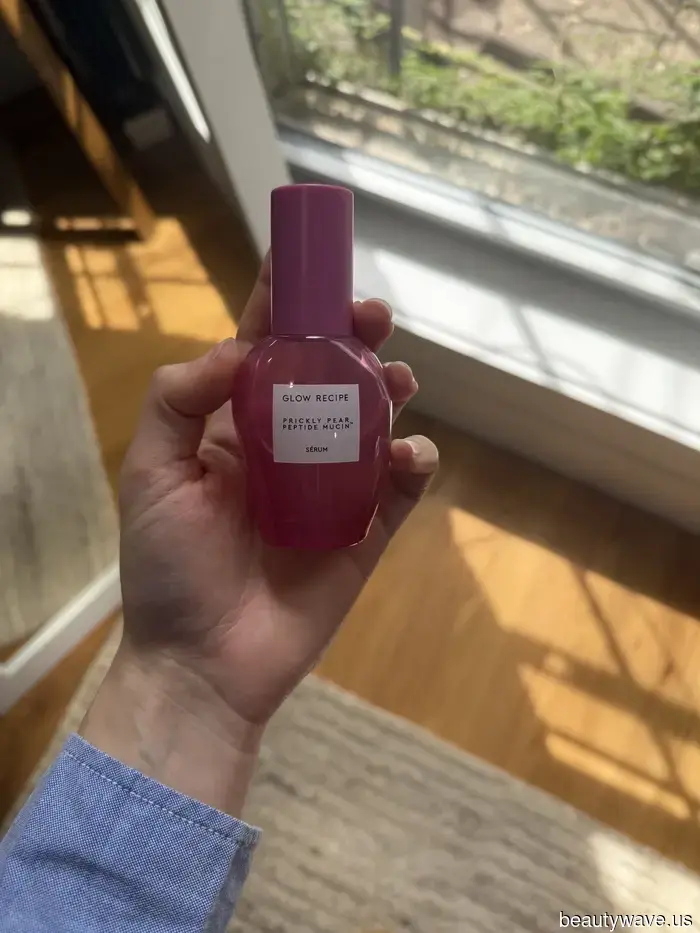 GLOW RECIPE
PRICKLY PEAR
PEPTIDE MUCIN™
SÉRUM
beautywave.us